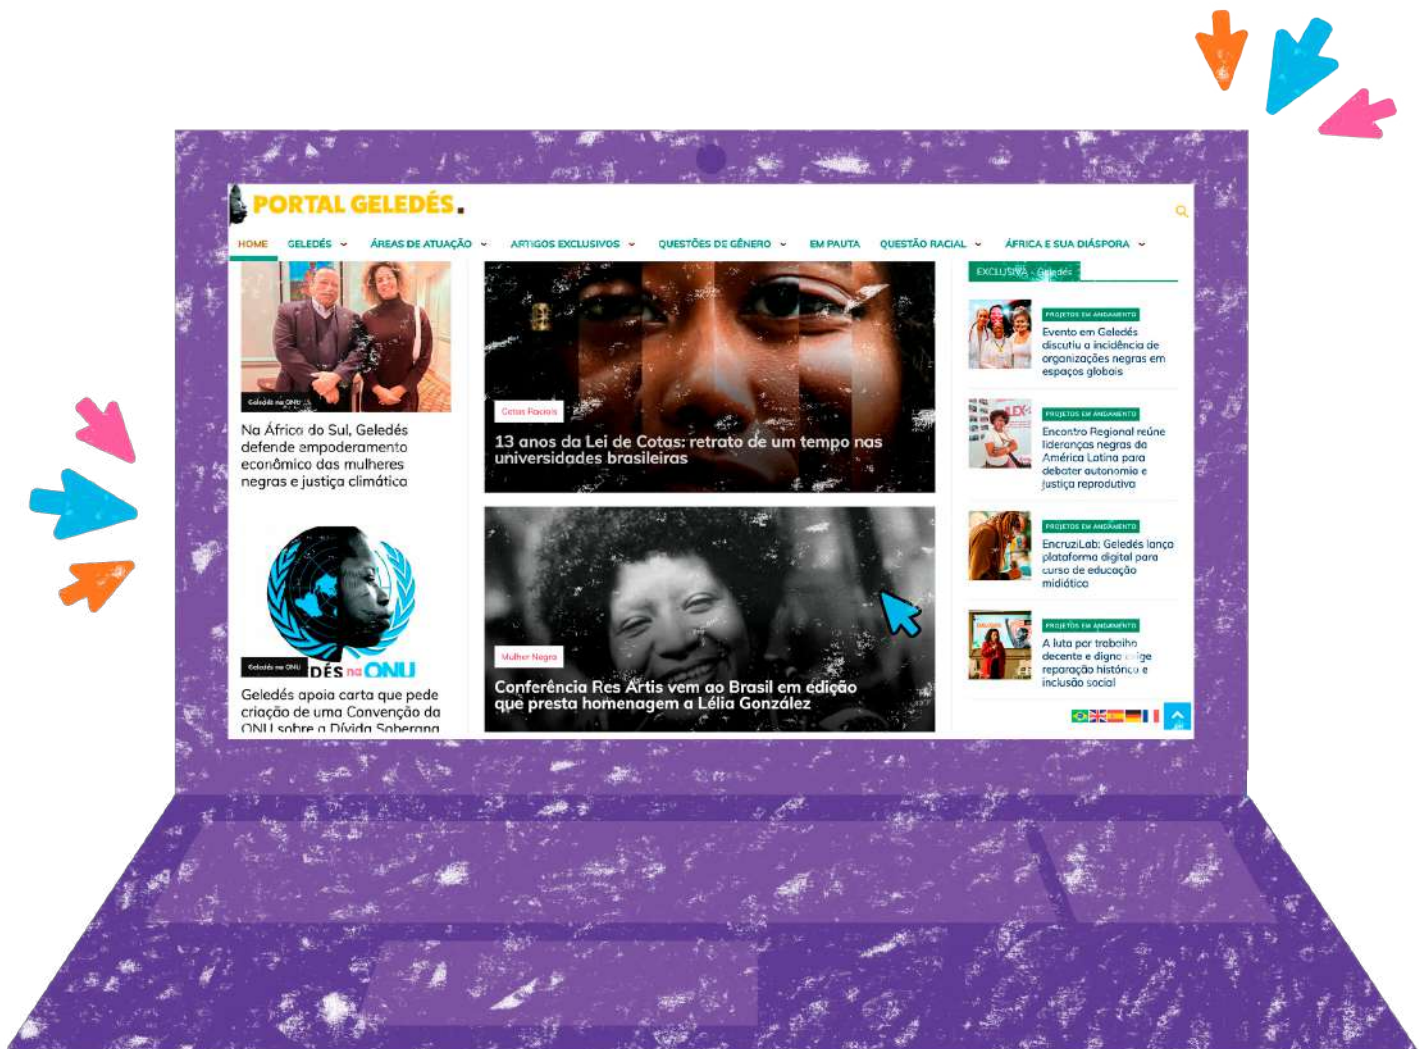 PORTAL GELEDÉS.
HOME GELEDÉS ÁREAS DE ATUAÇÃO ARTIGOS EXCLUSIVOS QUESTÕES DE GÊNERO EM PAUTA QUESTÃO RACIAL ÁFRICA E SUA DIÁSPORA
Geledés na ONU
Na África do Sul, Geledés
defende empoderamento
econômico das mulheres
negras e justiça climática
Geledés na ONU
DÉS na ONU
Geledés apoia carta que pede
criação de uma Convenção da
ONU sobre a Dívida Soberana
Cotas Raciais
13 anos da Lei de Cotas: retrato de um tempo nas
universidades brasileiras
Mulher Negra
Conferência Res Artis vem ao Brasil em edição
que presta homenagem a Lélia González
EXCLUSIVA - Geledés
PROJETOS EM ANDAMENTO
Evento em Geledés
discutiu a incidência de
organizações negras em
espaços globais
PROJETOS EM ANDAMENTO
Encontro Regional reúne
lideranças negras da
América Latina para
debater autonomia e
justiça reprodutiva
PROJETOS EM ANDAMENTO
EncruziLab: Geledés lança
plataforma digital para
curso de educação
midiática
PROJETOS EM ANDAMENTO
A luta por trabalho
decente e digno exige
reparação histórica e
inclusão social